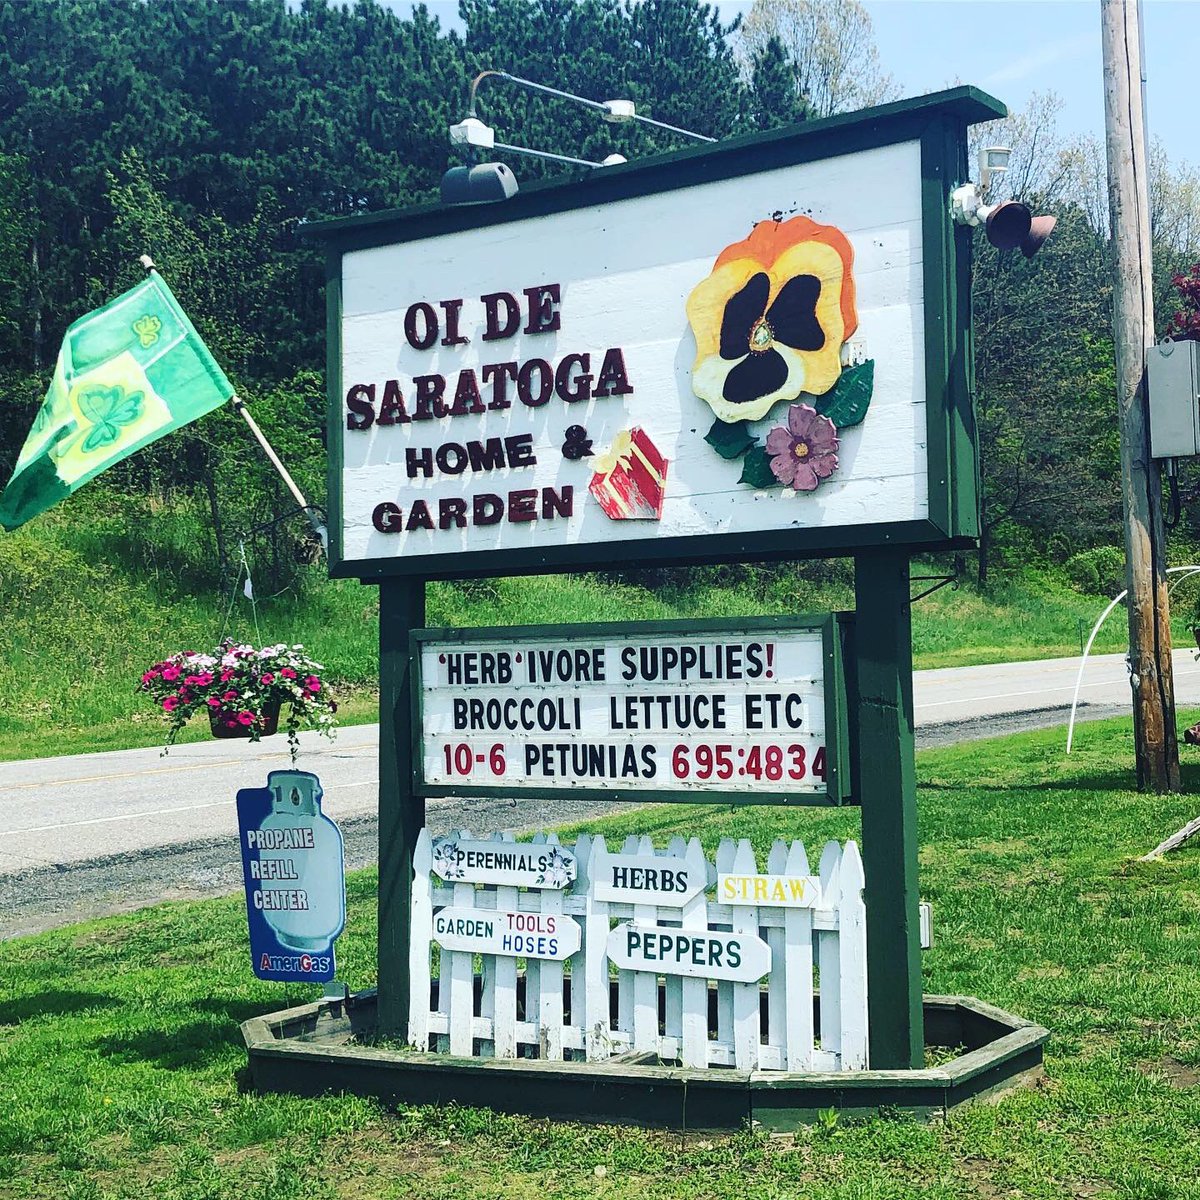 OL DE
SARATOGA
HOME &
GARDEN
'HERB'IVORE SUPPLIES!
BROCCOLI LETTUCE ETC
10-6 PETUNIAS 695:4834
PROPANE
REFILL
CENTER
AmeriGas
PERENNIALS
HERBS
STRAW
GARDEN TOOLS
HOSES
PEPPERS